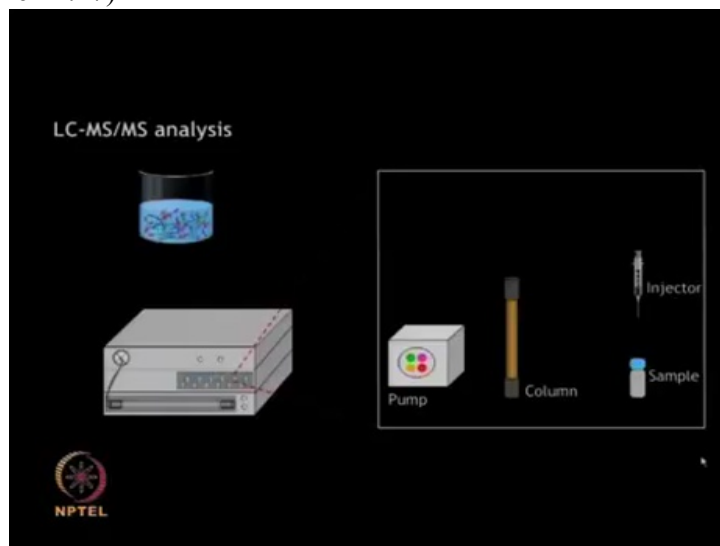 LC-MS/MS analysis
Injector
Sample
Column
Pump
NPTEL